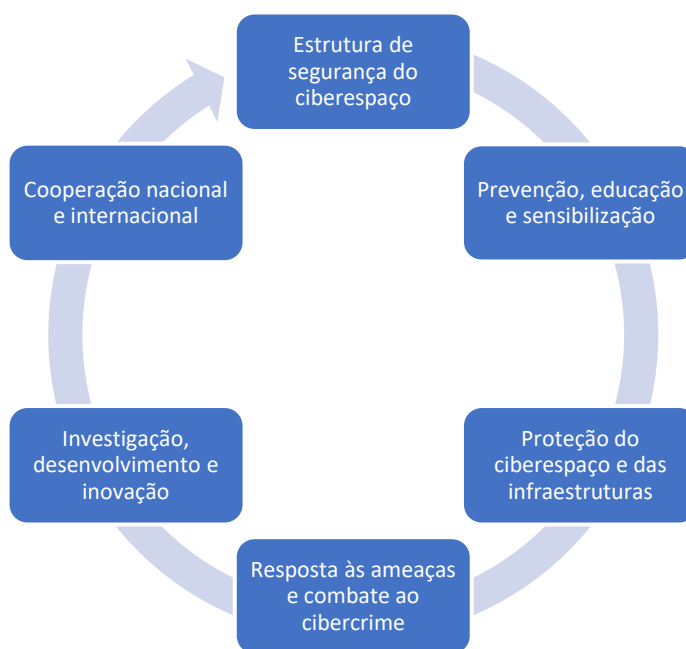 Estrutura de
segurança do
ciberespaço
Prevenção, educação
e sensibilização
Proteção do
ciberespaço e das
infraestruturas
Resposta às ameaças
e combate ao
cibercrime
Investigação,
desenvolvimento e
inovação
Cooperação nacional
e internacional